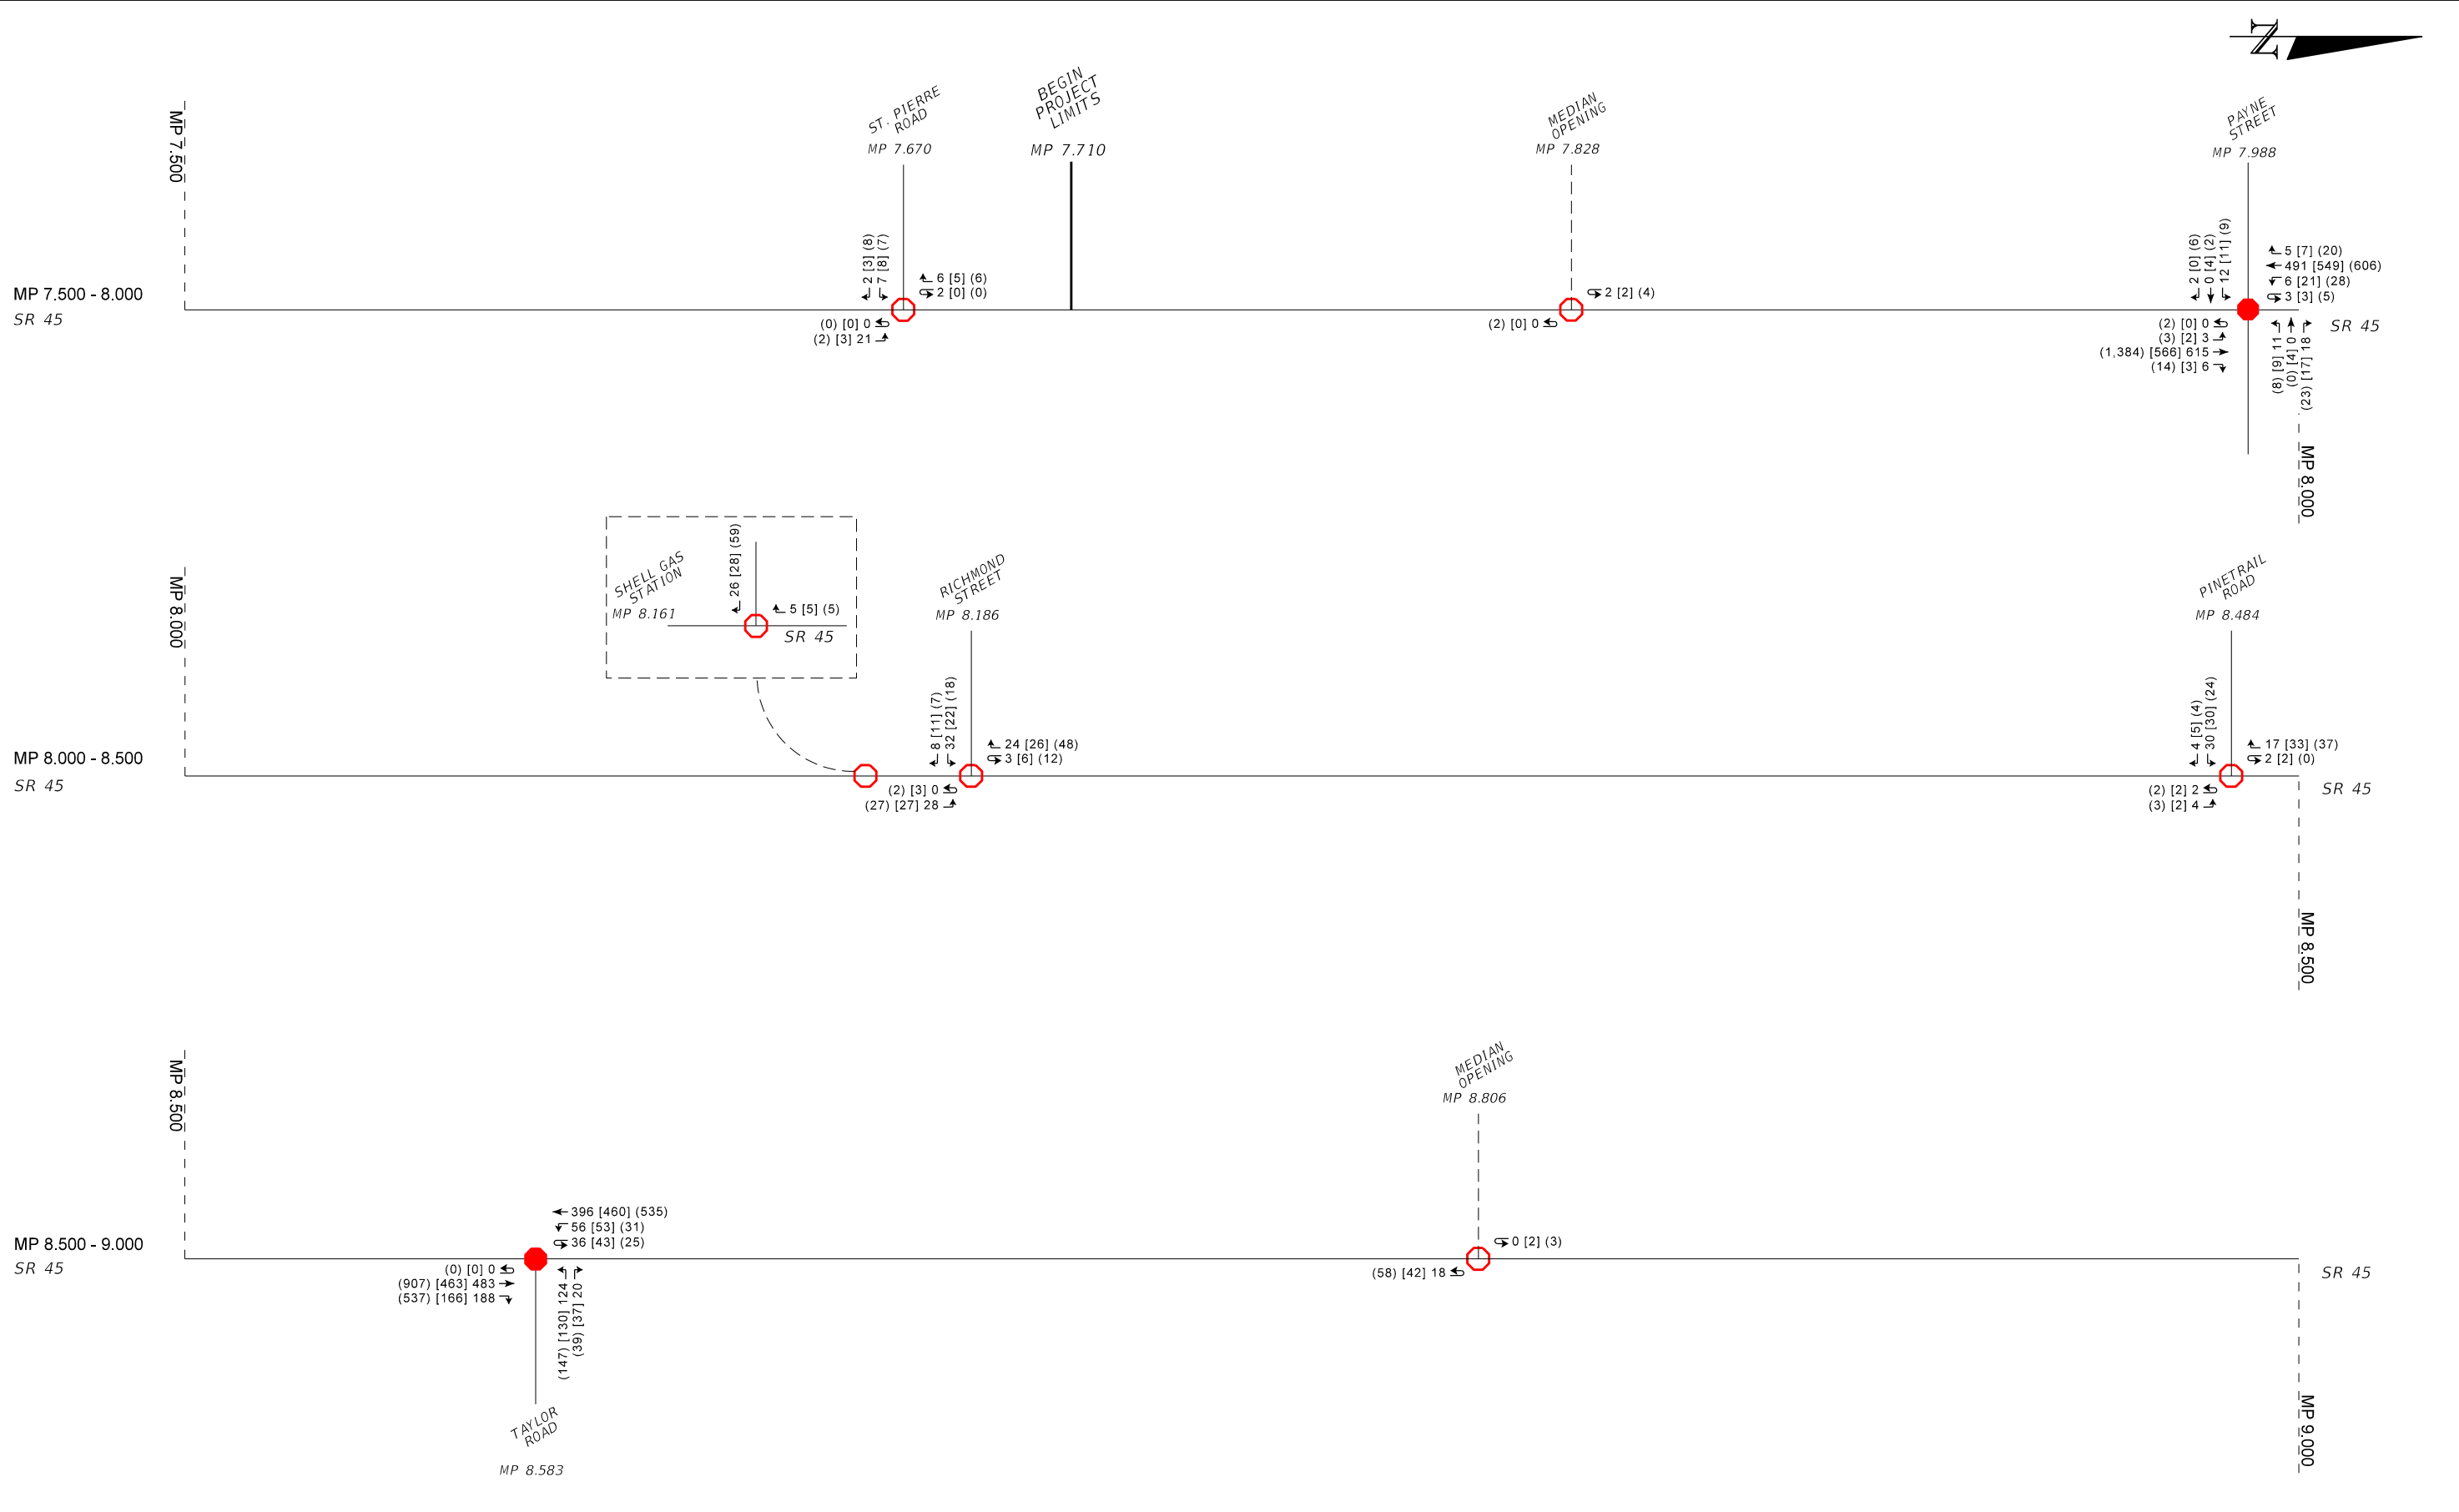 N
MP 7.500
ST. PIERRE
ROAD
MP 7.670
BEGIN
PROJECT
LIMITS
MP 7.710
MEDIAN
OPENING
MP 7.828
PAYNE
STREET
MP 7.988
MP 7.500 - 8.000
SR 45
2 [3] (8)
7 [8] (7)
6 [5] (6)
2 [0] (0)
(0) [0] 0
(2) [3] 21
2 [2] (4)
(2) [0] 0
2 [0] (6)
0 [4] (2)
12 [11] (9)
5 [7] (20)
491 [549] (606)
6 [21] (28)
3 [3] (5)
(2) [0] 0
(3) [2] 3
(1,384) [566] 615
(14) [3] 6
(8) [9] 11
(0) [4] 0
(23) [17] 18
SR 45
MP 8.000
MP 8.000
SHELL GAS
STATION
MP 8.161
26 [28] (59)
5 [5] (5)
SR 45
RICHMOND
STREET
MP 8.186
PINETRAIL
ROAD
MP 8.484
MP 8.000 - 8.500
SR 45
8 [11] (7)
32 [22] (18)
24 [26] (48)
3 [6] (12)
(2) [3] 0
(27) [27] 28
4 [5] (4)
30 [30] (24)
17 [33] (37)
2 [2] (0)
(2) [2] 2
(3) [2] 4
SR 45
MP 8.500
MP 8.500
MEDIAN
OPENING
MP 8.806
MP 8.500 - 9.000
SR 45
396 [460] (535)
56 [53] (31)
36 [43] (25)
(0) [0] 0
(907) [463] 483
(537) [166] 188
(147) [130] 124
(39) [37] 20
0 [2] (3)
(58) [42] 18
SR 45
TAYLOR
ROAD
MP 8.583
MP 9.000